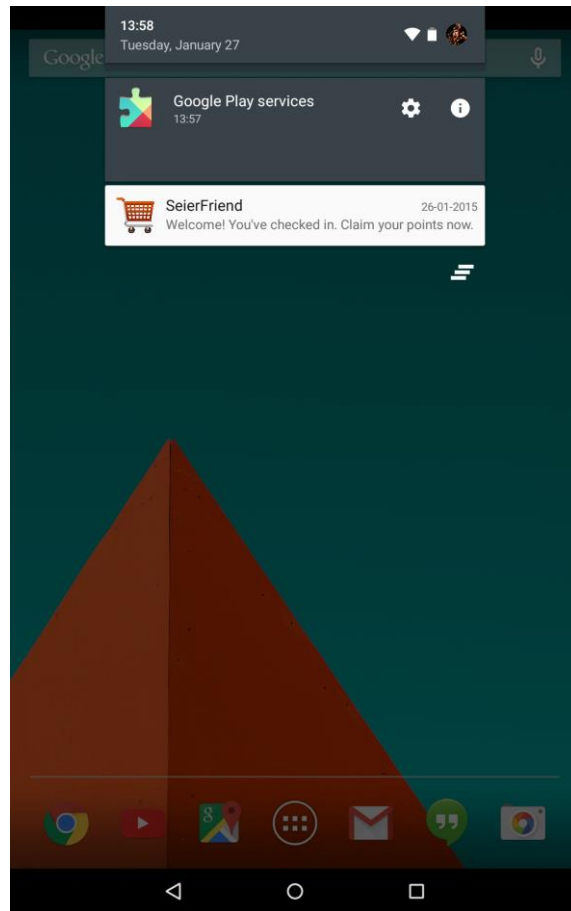 13:58
Tuesday, January 27
Google
Google Play services
13:57
SeierFriend 26-01-2015
Welcome! You've checked in. Claim your points now.